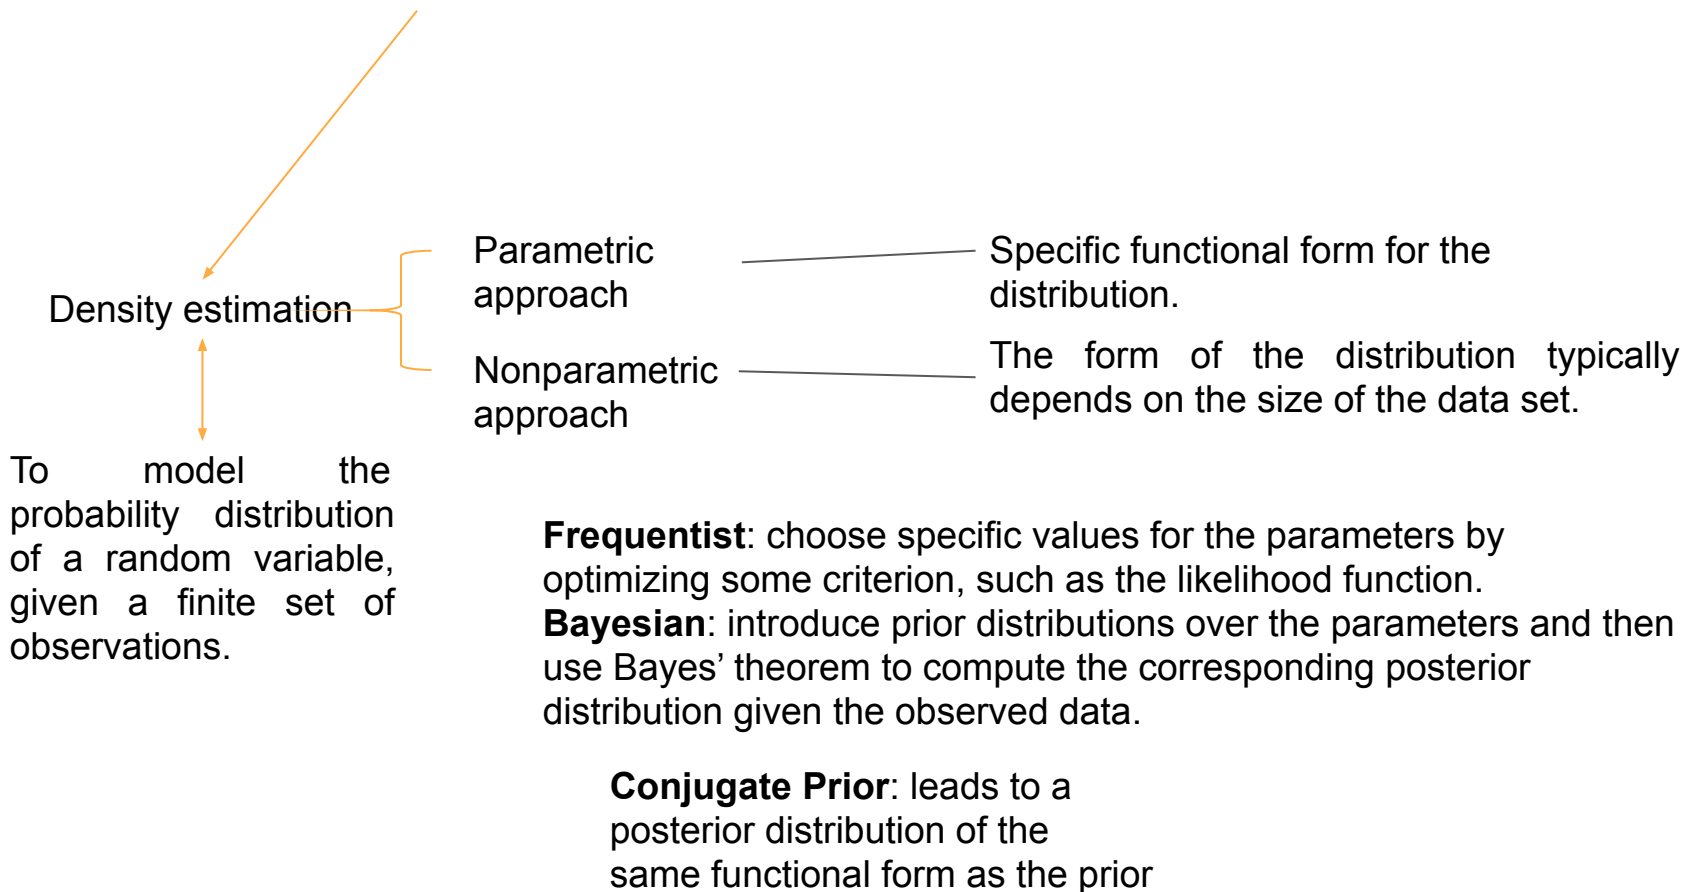 Parametric
approach
Specific functional form for the
distribution.
Density estimation
Nonparametric
approach
The form of the distribution typically
depends on the size of the data set.
To model the
probability distribution
of a random variable,
given a finite set of
observations.
Frequentist: choose specific values for the parameters by
optimizing some criterion, such as the likelihood function.
Bayesian: introduce prior distributions over the parameters and then
use Bayes’ theorem to compute the corresponding posterior
distribution given the observed data.
Conjugate Prior: leads to a
posterior distribution of the
same functional form as the prior